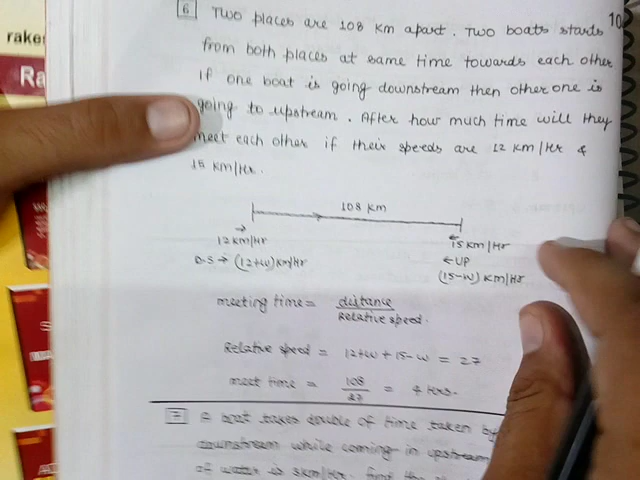 rake
Ra
10
6 Two places are 108 Km apart. Two boats starts
from both places at same time towards each other
If one boat is going downstream then other one is
going to upstream. After how much time will they
meet each other if their speeds are 12 Km/Hr &
15 Km/Hr.
108 Km
12 KM/Hr
15 KM/Hr
D.S → (12+W) KM/Hr
← UP
(15-W) KM/Hr
meeting time = distance
Relative speed.
Relative speed = 12+W + 15-W = 27
meet time = 108/27 = 4 Hrs.
7 A boat takes double of time taken by
downstream while coming in upstream
of water is 3km/Hr. find the